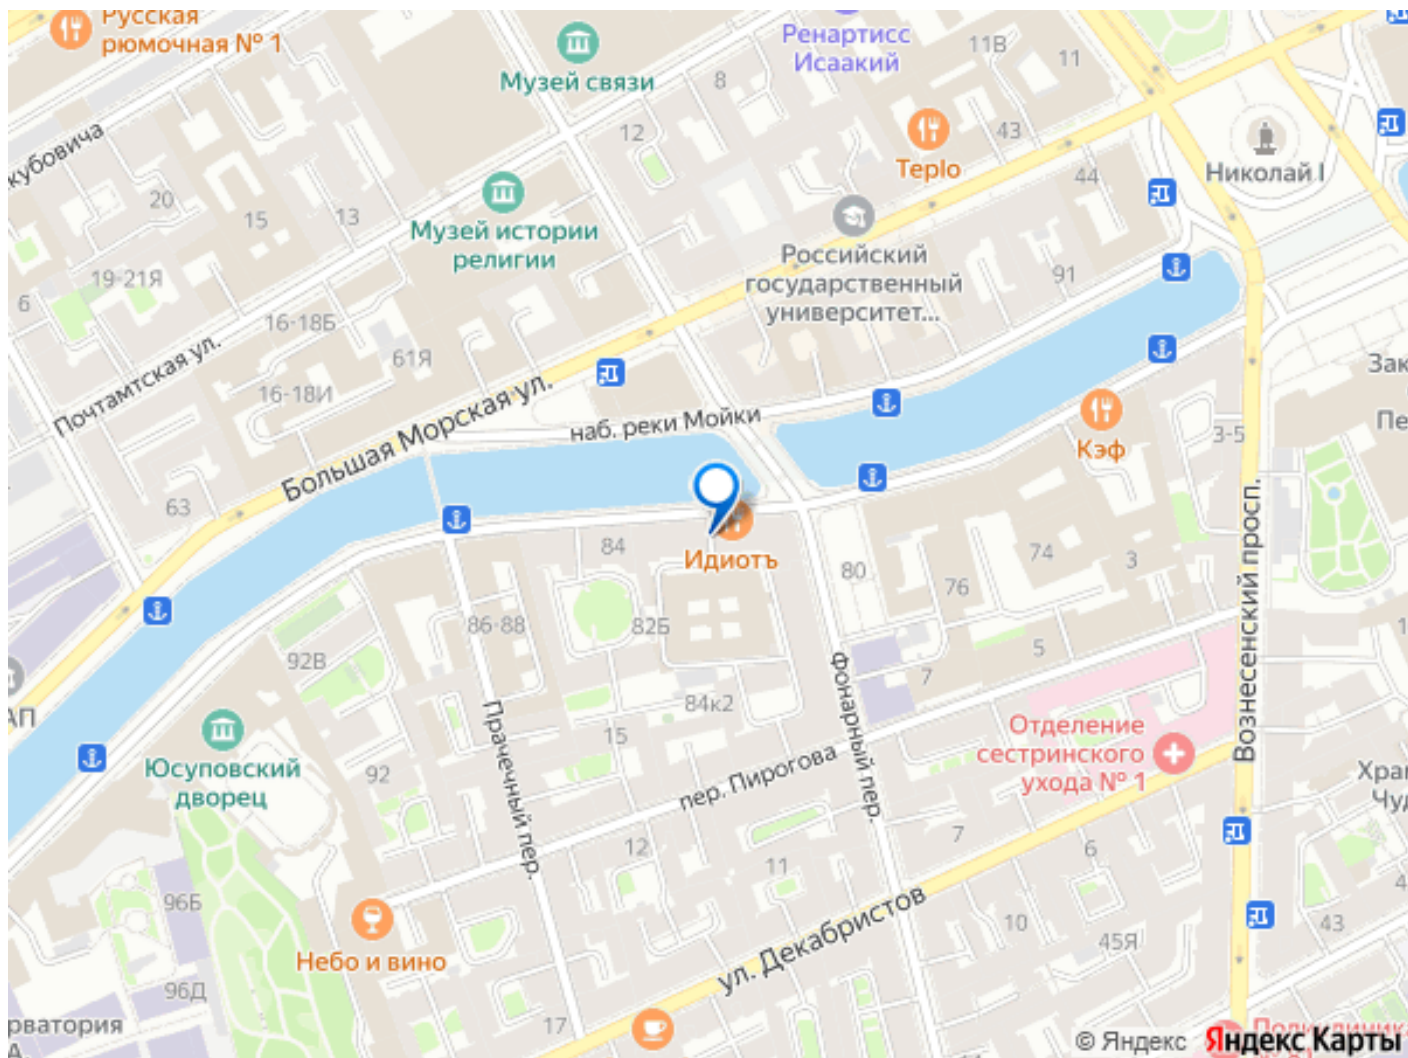 Русская
рюмочная № 1
Музей связи
8
Ренартисс
Исаакий
11В
11
12
Teplo
43
44
Николай I
кубовича
20
15
13
Музей истории
религии
Российский
государственный
университет...
91
19-21Я
6
16-18Б
61Я
16-18И
Почтамтская ул.
Большая Морская ул.
наб. реки Мойки
Кэф
3-5
Зак
Пе
63
84
Идиотъ
80
74
3
76
86-88
82Б
92В
5
7
Вознесенский просп.
Фонарный пер.
АП
84к2
15
Прачечный пер.
Юсуповский
дворец
92
пер. Пирогова
Отделение
сестринского
ухода № 1
Хра
Чу
12
11
7
6
96Б
4
Небо и вино
ул. Декабристов
10
45Я
43
96Д
рватория
17
© Яндекс
Яндекс Карты